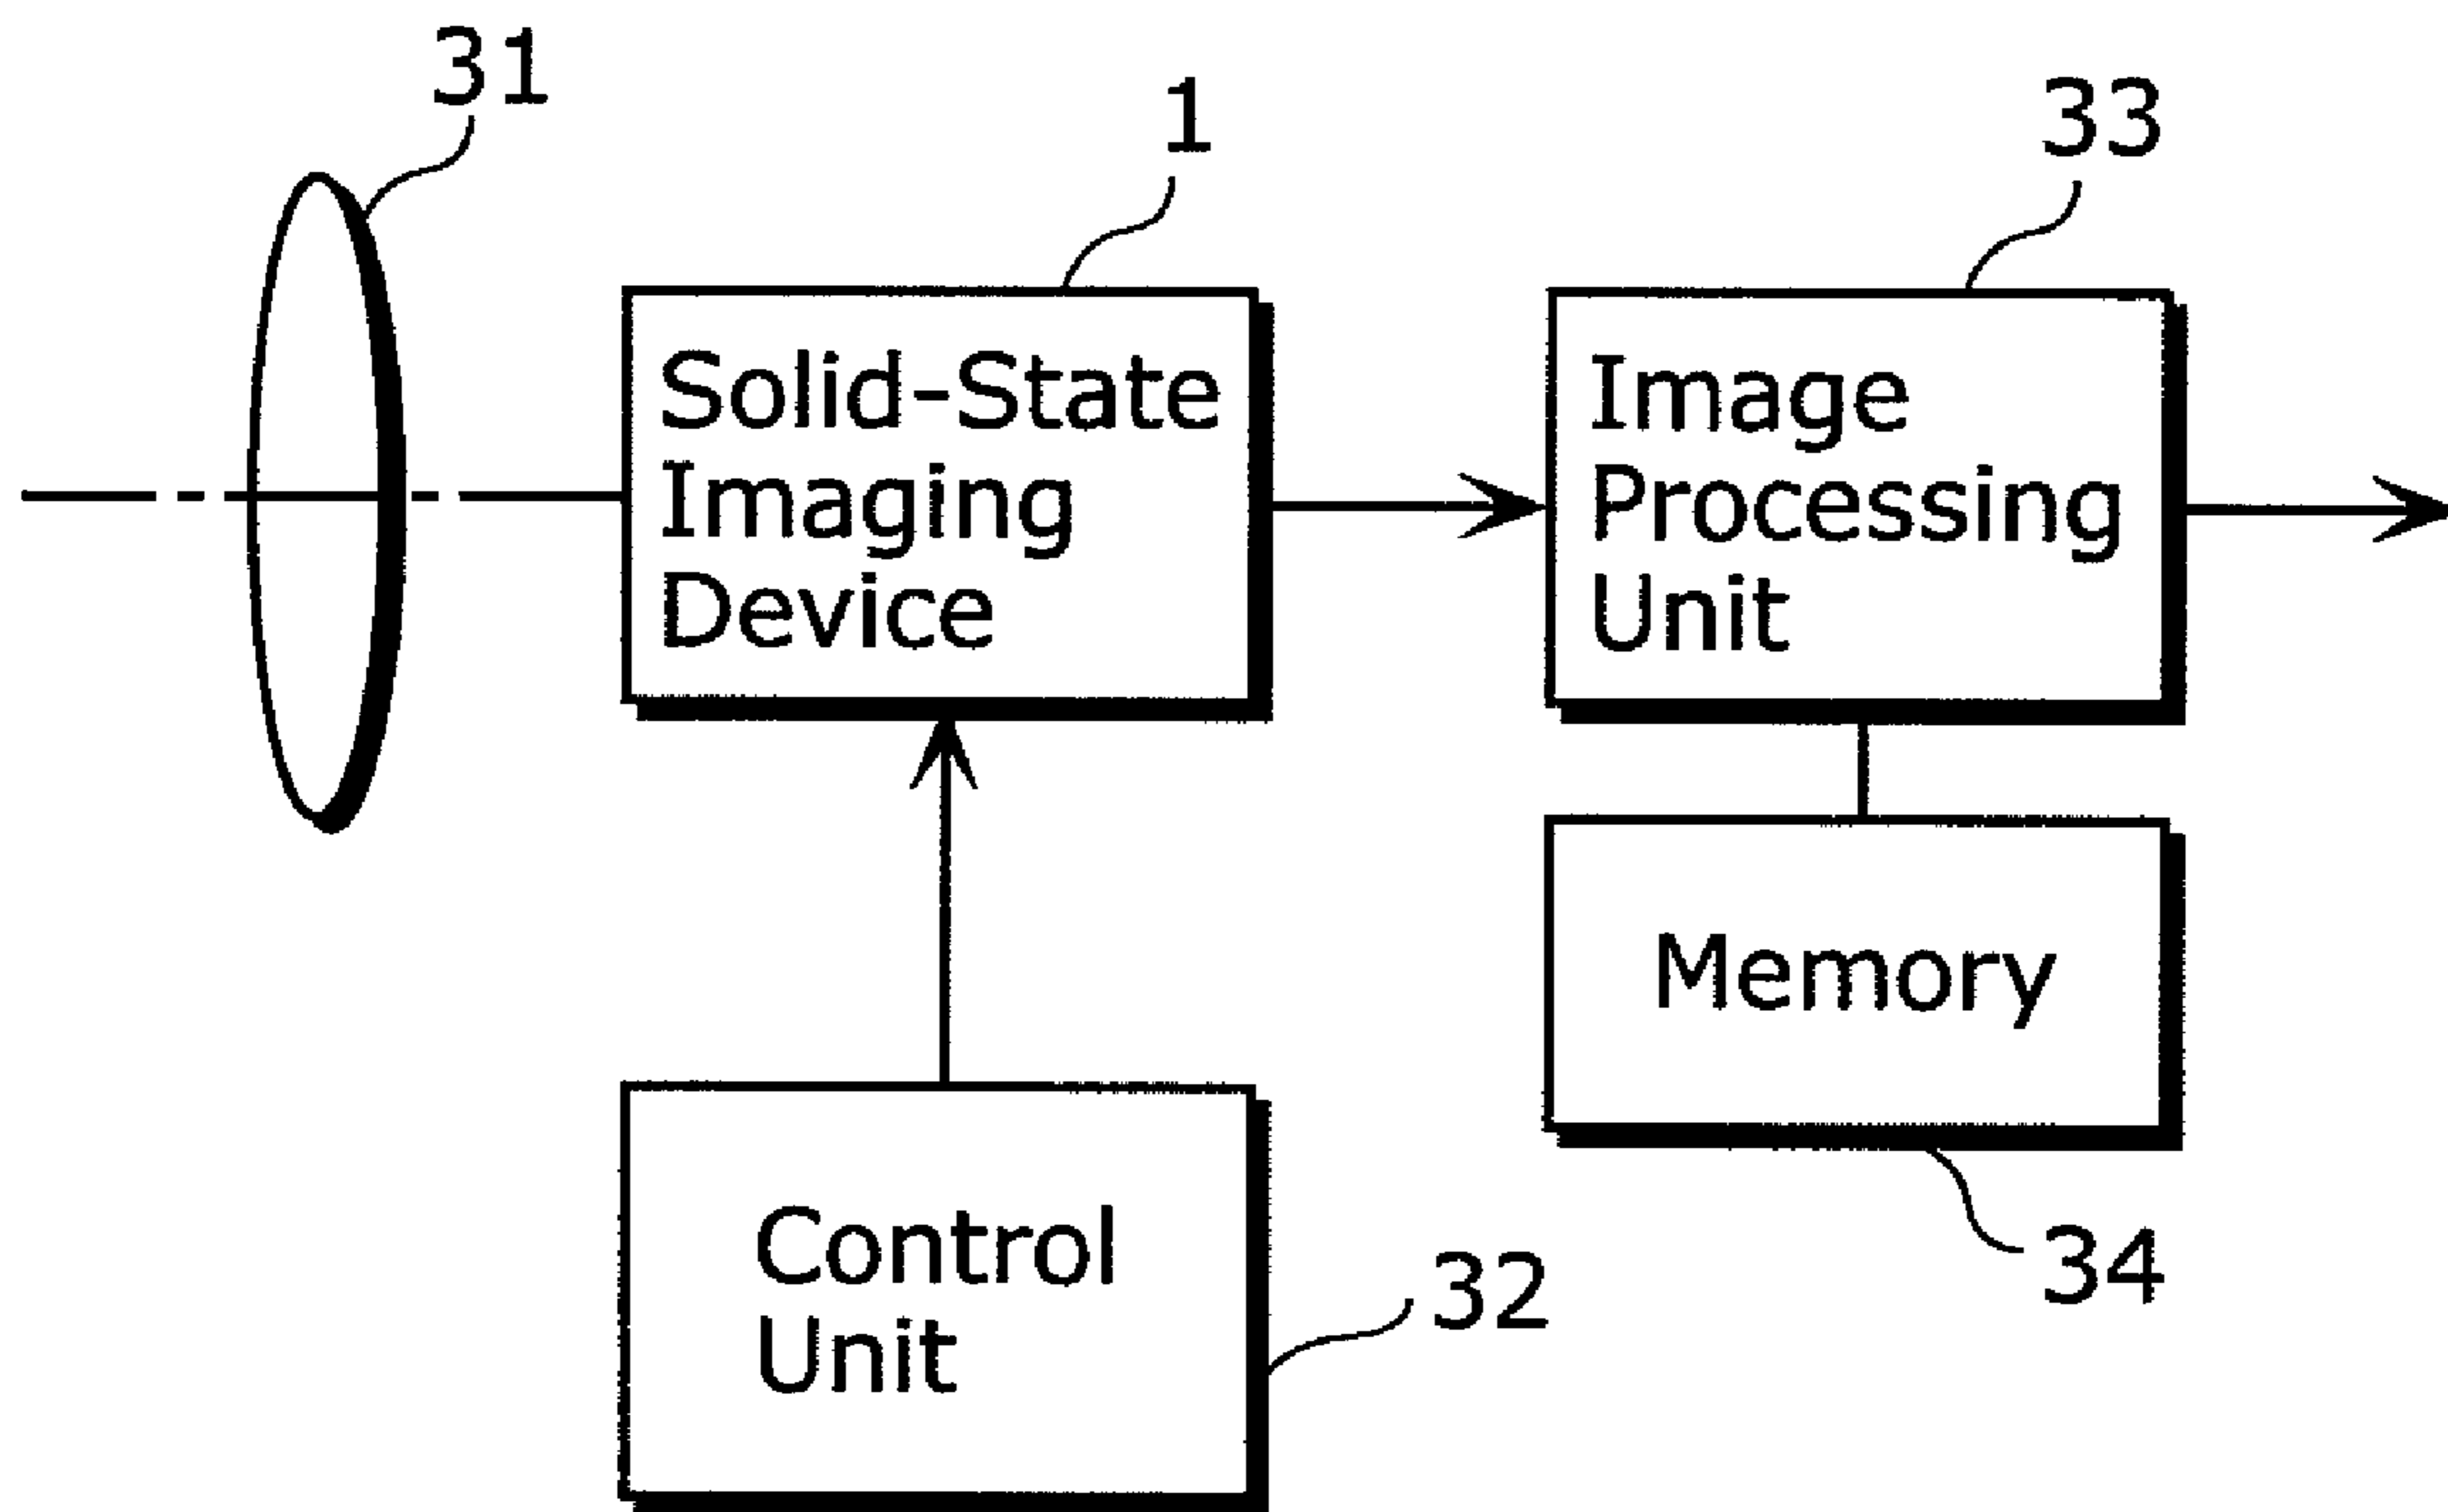 31
1
33
Solid-State
Imaging
Device
Image
Processing
Unit
Memory
34
Control
Unit
32